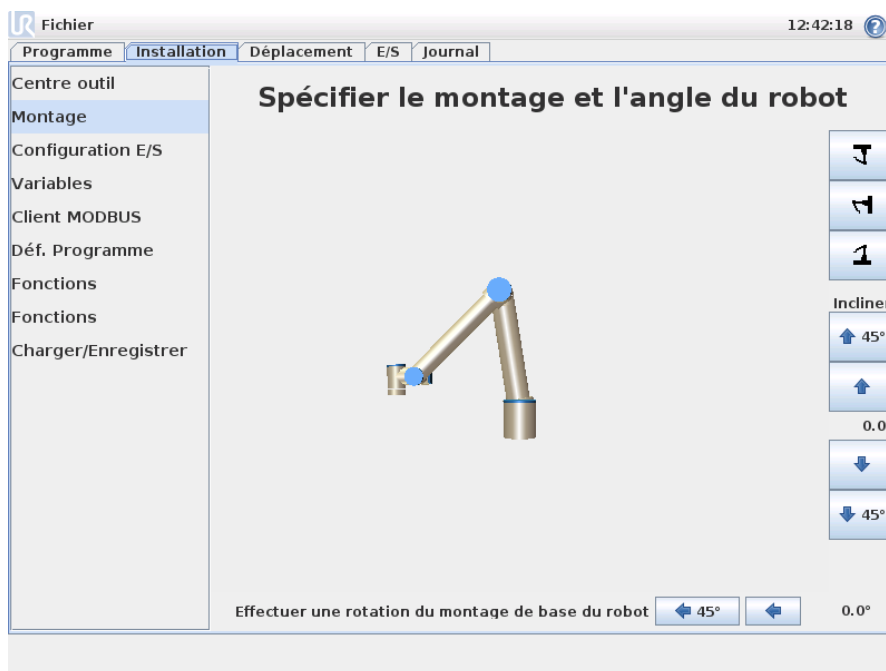 UR Fichier 12:42:18 ?
Programme Installation Déplacement E/S Journal
Centre outil
Montage
Configuration E/S
Variables
Client MODBUS
Déf. Programme
Fonctions
Fonctions
Charger/Enregistrer
Spécifier le montage et l'angle du robot
Incliner
45°
0.0
45°
Effectuer une rotation du montage de base du robot 45° 0.0°